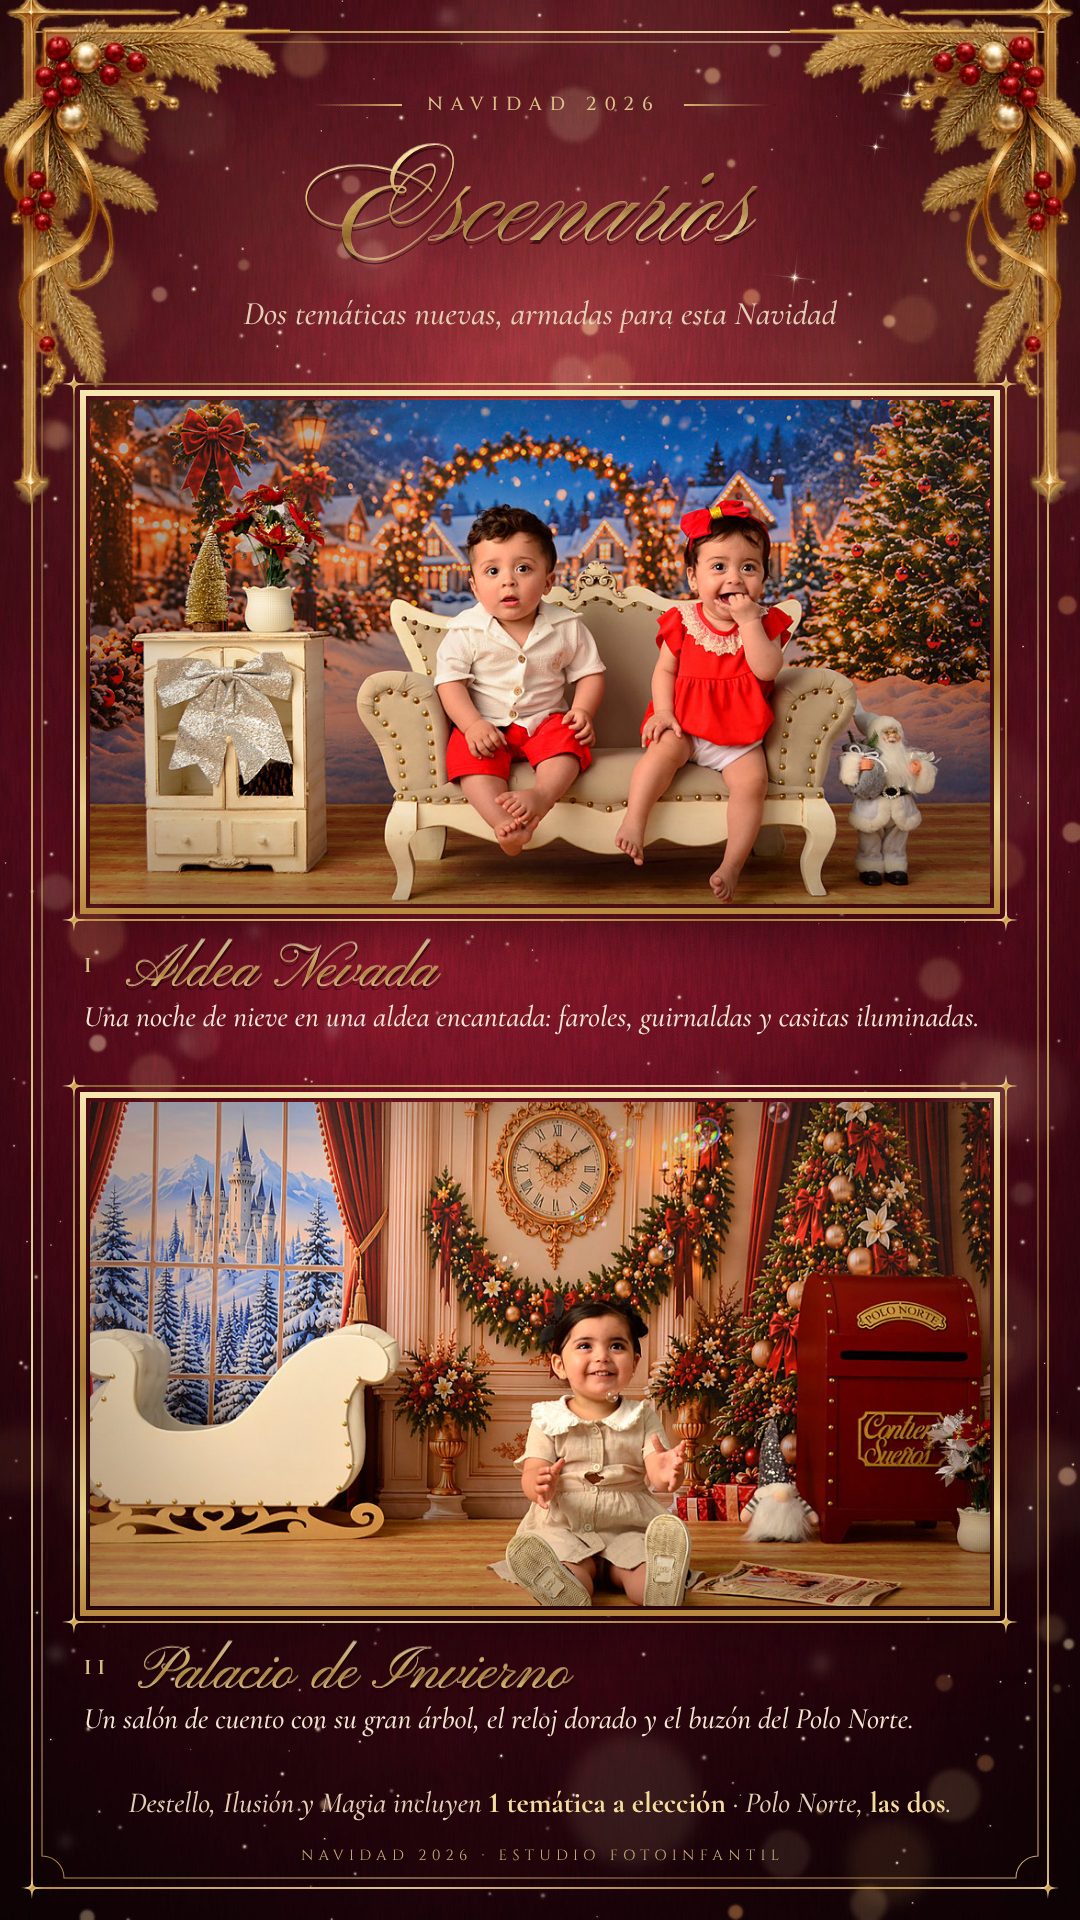 NAVIDAD 2026
Escenarios
Dos temáticas nuevas, armadas para esta Navidad
I Aldea Nevada
Una noche de nieve en una aldea encantada: faroles, guirnaldas y casitas iluminadas.
POLO NORTE
Sueños
II Palacio de Invierno
Un salón de cuento con su gran árbol, el reloj dorado y el buzón del Polo Norte.
Destello, Ilusión y Magia incluyen 1 temática a elección · Polo Norte, las dos.
NAVIDAD 2026 · ESTUDIO FOTOINFANTIL